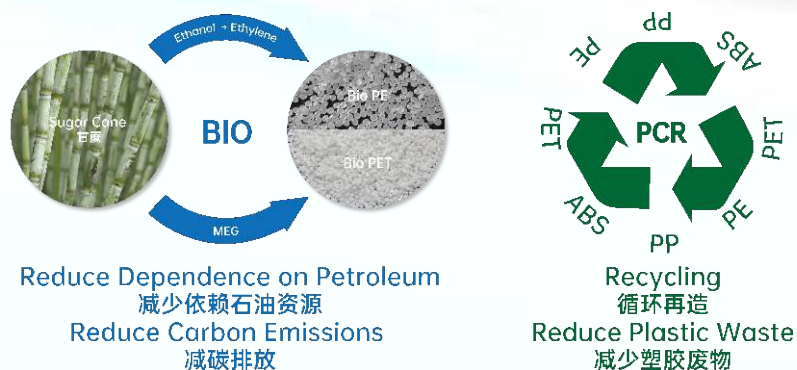 Ethanol → Ethylene
Sugar Cane
甘蔗
BIO
Bio PE
Bio PET
MEG
Reduce Dependence on Petroleum
减少依赖石油资源
Reduce Carbon Emissions
减碳排放
PP
ABS
PET
PE
PP
ABS
PET
PE
PCR
Recycling
循环再造
Reduce Plastic Waste
减少塑胶废物